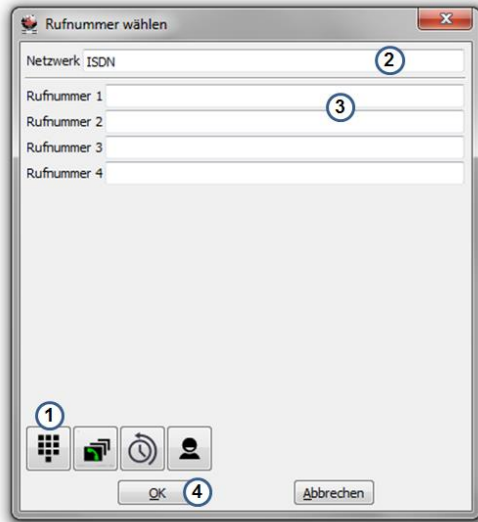 Rufnummer wählen
Netzwerk ISDN 2
Rufnummer 1 3
Rufnummer 2
Rufnummer 3
Rufnummer 4
1
OK 4 Abbrechen